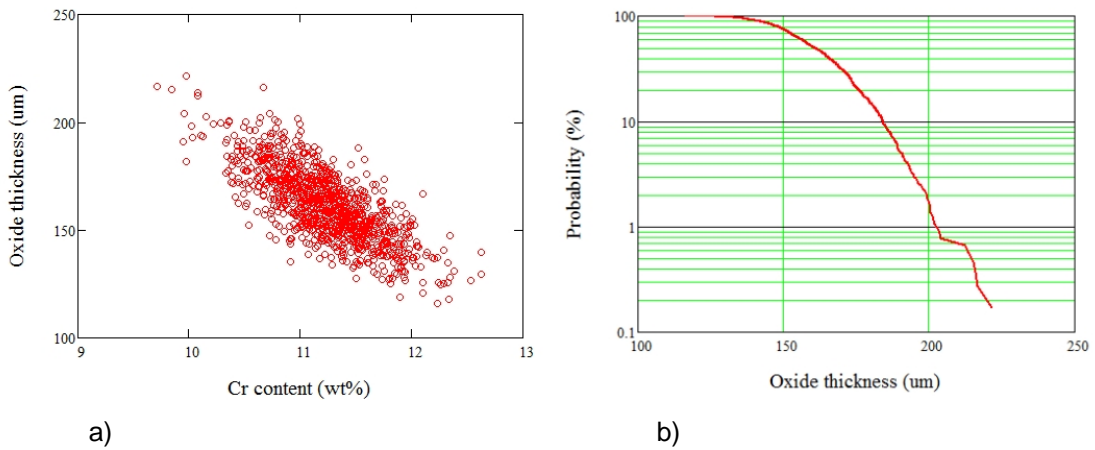 250
200
150
100
9
10
11
12
13
Oxide thickness (um )
Cr content (wt%)
a)
100
10
1
0.1
100
150
200
250
Probability (%)
Oxide thickness (um)
b)